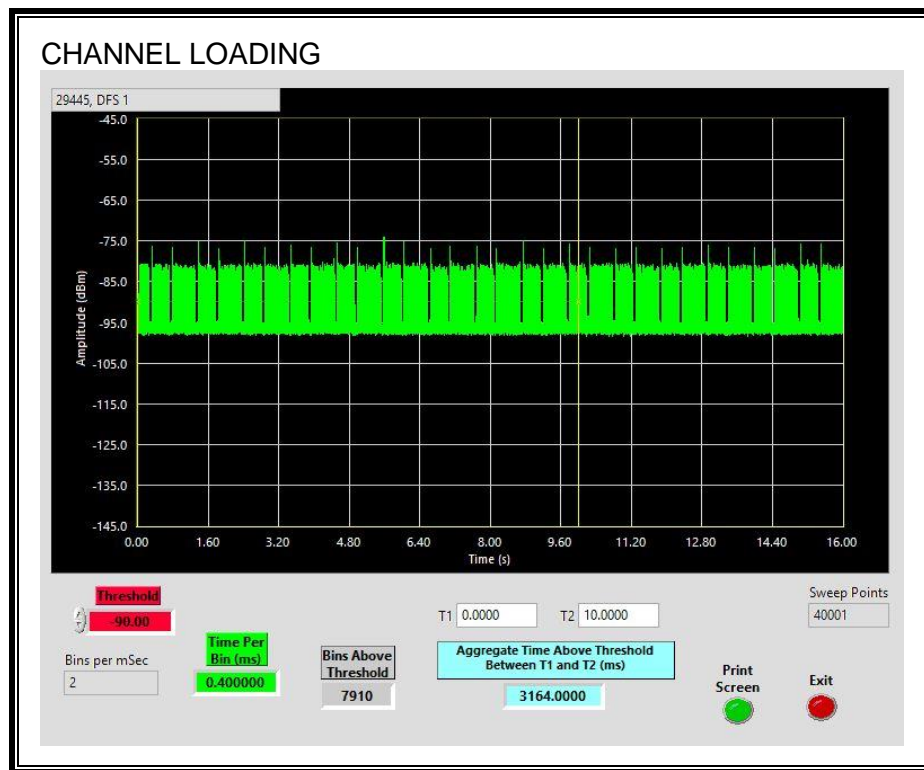 CHANNEL LOADING
29445, DFS 1
-45.0
-55.0
-65.0
-75.0
-85.0
-95.0
-105.0
-115.0
-125.0
-135.0
-145.0
Amplitude (dBm)
0.00 1.60 3.20 4.80 6.40 8.00 9.60 11.20 12.80 14.40 16.00
Time (s)
Threshold
-90.00
Bins per mSec
2
Time Per
Bin (ms)
0.400000
Bins Above
Threshold
7910
T1 0.0000 T2 10.0000
Aggregate Time Above Threshold
Between T1 and T2 (ms)
3164.0000
Sweep Points
40001
Print
Screen
Exit